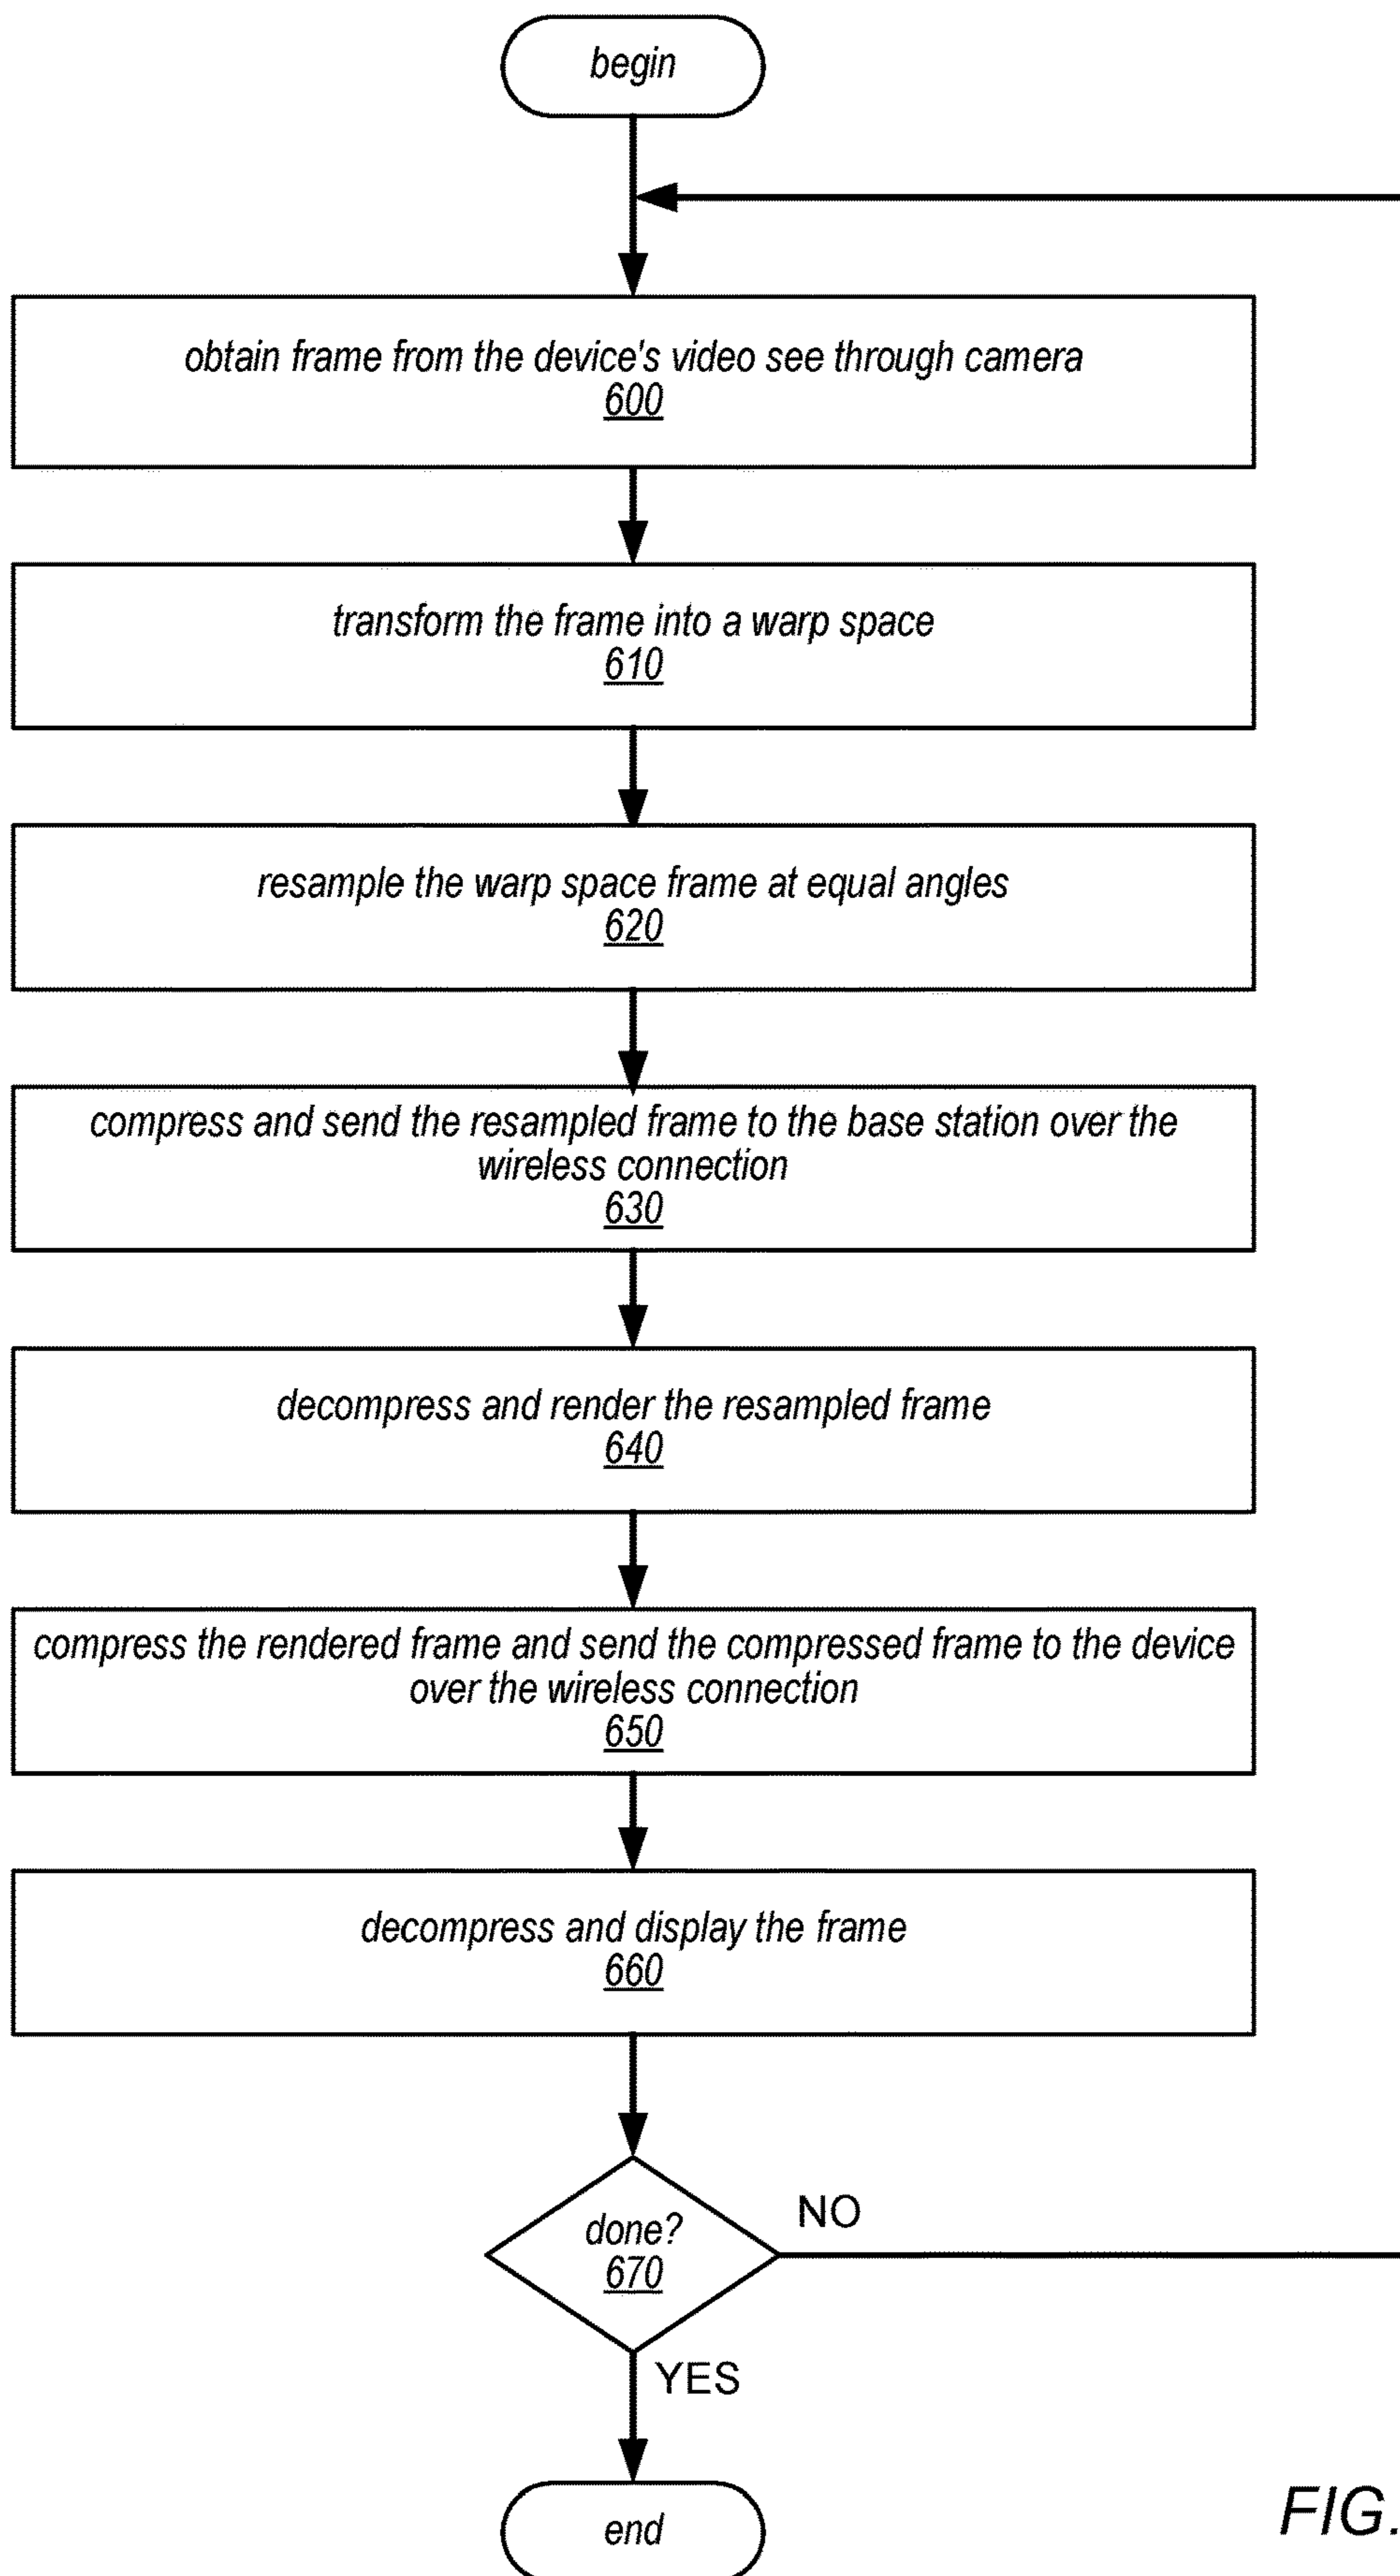 begin
obtain frame from the device's video see through camera
600
transform the frame into a warp space
610
resample the warp space frame at equal angles
620
compress and send the resampled frame to the base station over the
wireless connection
630
decompress and render the resampled frame
640
compress the rendered frame and send the compressed frame to the device
over the wireless connection
650
decompress and display the frame
660
done?
670
NO
YES
end
FIG.